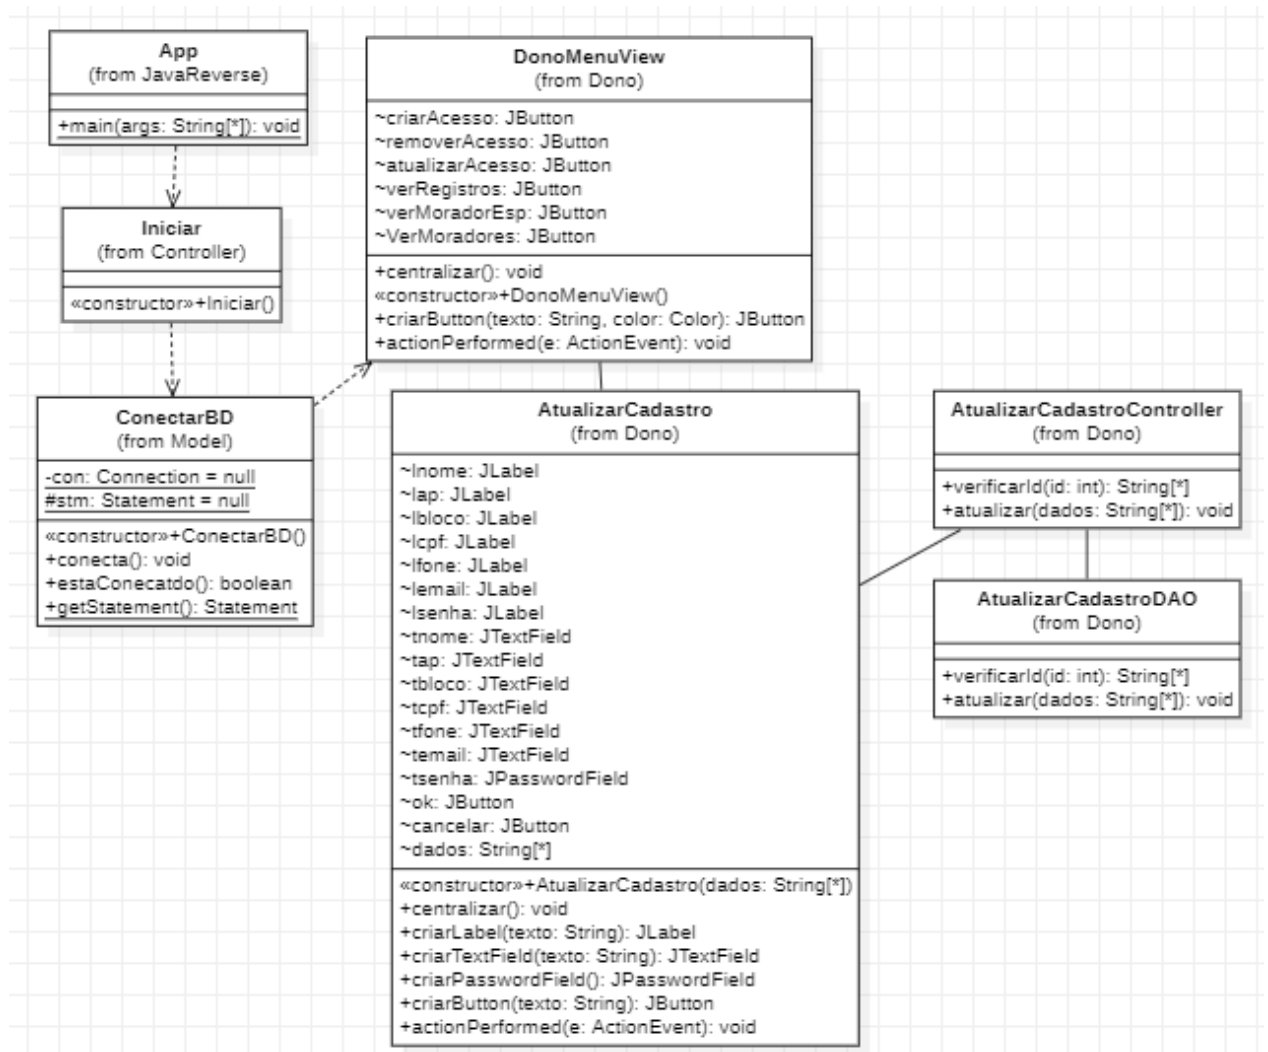 App
(from JavaReverse)
+main(args: String[*]): void
Iniciar
(from Controller)
«constructor»+Iniciar()
ConectarBD
(from Model)
-con: Connection = null
#stm: Statement = null
«constructor»+ConectarBD()
+conecta(): void
+estaConecatdo(): boolean
+getStatement(): Statement
DonoMenuView
(from Dono)
~criarAcesso: JButton
~removerAcesso: JButton
~atualizarAcesso: JButton
~verRegistros: JButton
~verMoradorEsp: JButton
~VerMoradores: JButton
+centralizar(): void
«constructor»+DonoMenuView()
+criarButton(texto: String, color: Color): JButton
+actionPerformed(e: ActionEvent): void
AtualizarCadastro
(from Dono)
~lnome: JLabel
~lap: JLabel
~lbloco: JLabel
~lcpf: JLabel
~lfone: JLabel
~lemail: JLabel
~lsenha: JLabel
~tnome: JTextField
~tap: JTextField
~tbloco: JTextField
~tcpf: JTextField
~tfone: JTextField
~temail: JTextField
~tsenha: JPasswordField
~ok: JButton
~cancelar: JButton
~dados: String[*]
«constructor»+AtualizarCadastro(dados: String[*])
+centralizar(): void
+criarLabel(texto: String): JLabel
+criarTextField(texto: String): JTextField
+criarPasswordField(): JPasswordField
+criarButton(texto: String): JButton
+actionPerformed(e: ActionEvent): void
AtualizarCadastroController
(from Dono)
+verificarId(id: int): String[*]
+atualizar(dados: String[*]): void
AtualizarCadastroDAO
(from Dono)
+verificarId(id: int): String[*]
+atualizar(dados: String[*]): void